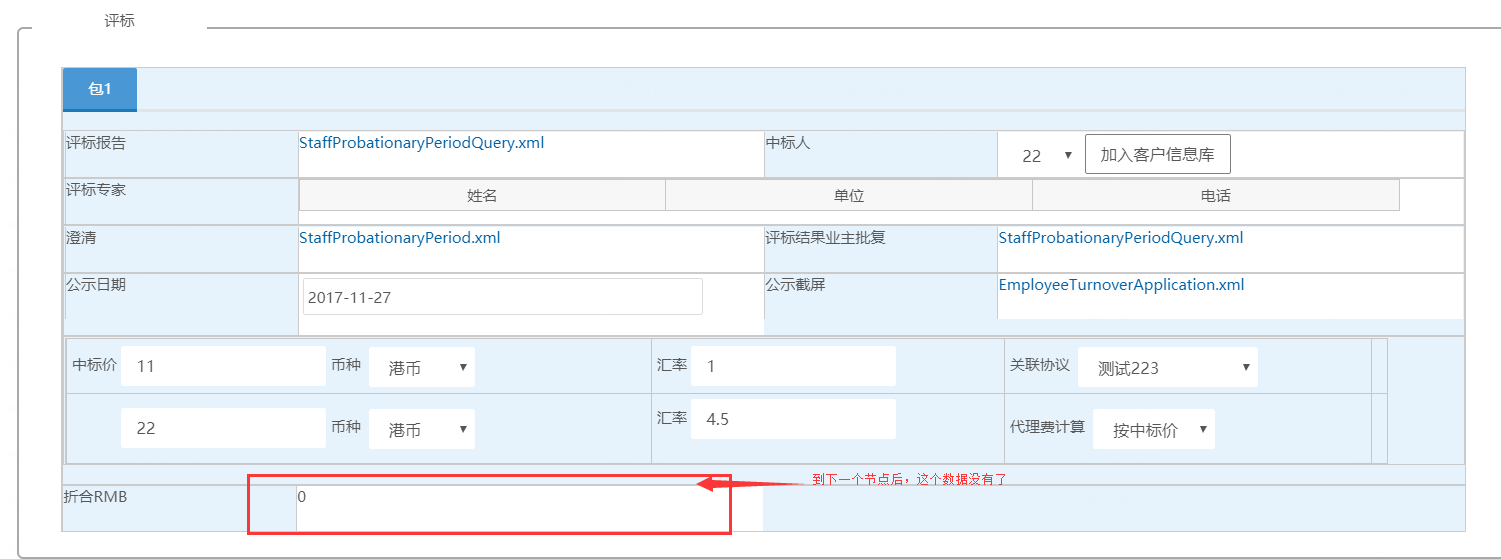 评标
包1
评标报告 StaffProbationaryPeriodQuery.xml 中标人 22 加入客户信息库
评标专家 姓名 单位 电话
澄清 StaffProbationaryPeriod.xml 评标结果业主批复 StaffProbationaryPeriodQuery.xml
公示日期 2017-11-27 公示截屏 EmployeeTurnoverApplication.xml
中标价 11 币种 港币 汇率 1 关联协议 测试223
22 币种 港币 汇率 4.5 代理费计算 按中标价
到下一个节点后，这个数据没有了
折合RMB 0